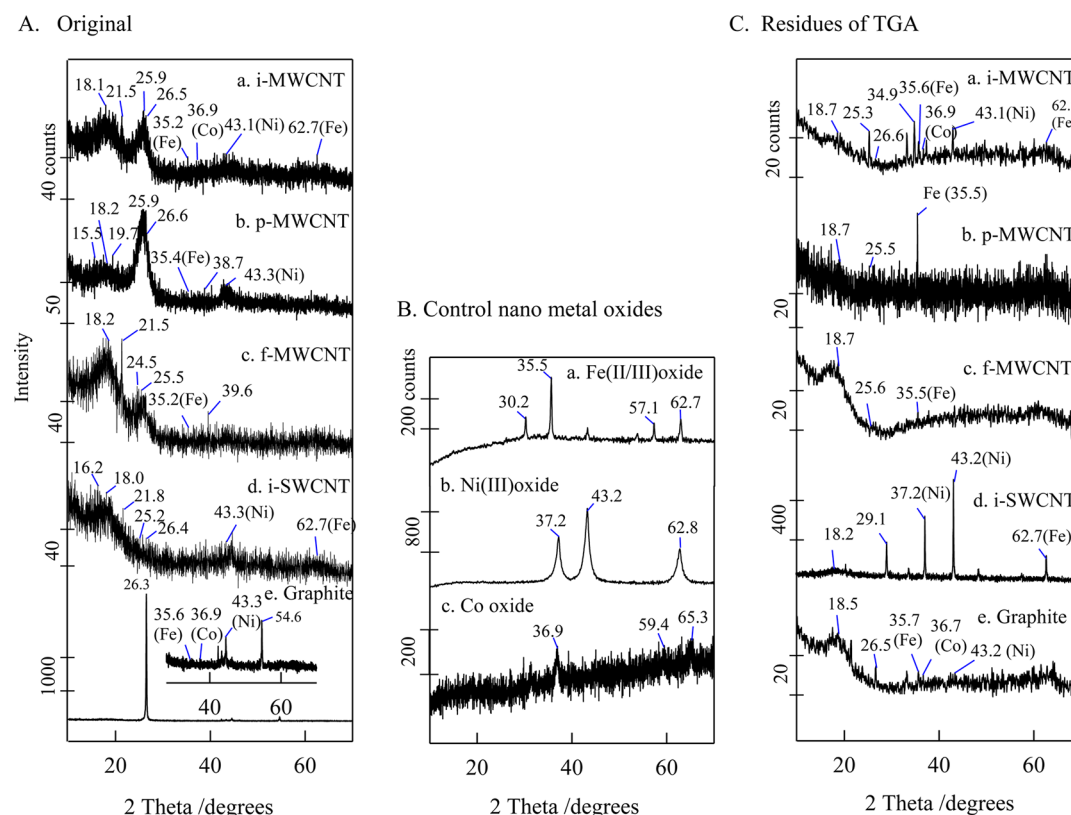 A. Original
C. Residues of TGA
B. Control nano metal oxides
Intensity
a. i-MWCNT
18.1
21.5
25.9
26.5
35.2
(Fe)
36.9
(Co)
43.1(Ni)
62.7(Fe)
40 counts
b. p-MWCNT
15.5
18.2
19.7
25.9
26.6
35.4(Fe)
38.7
43.3(Ni)
50
c. f-MWCNT
18.2
21.5
24.5
25.5
35.2(Fe)
39.6
40
d. i-SWCNT
16.2
18.0
21.8
25.2
26.4
43.3(Ni)
62.7(Fe)
40
e. Graphite
26.3
35.6
(Fe)
36.9
(Co)
43.3
(Ni)
54.6
40 60
1000
20 40 60
2 Theta /degrees
a. Fe(II/III)oxide
30.2
35.5
57.1
62.7
200 counts
b. Ni(III)oxide
37.2
43.2
62.8
800
c. Co oxide
36.9
59.4
65.3
200
20 40 60
2 Theta /degrees
a. i-MWCNT
18.7
25.3
26.6
34.9
35.6(Fe)
36.9
(Co)
43.1(Ni)
62.
(Fe
20 counts
Fe (35.5)
b. p-MWCNT
18.7
25.5
20
c. f-MWCNT
18.7
25.6
35.5(Fe)
20
d. i-SWCNT
18.2
29.1
37.2(Ni)
43.2(Ni)
62.7(Fe)
400
e. Graphite
18.5
26.5
35.7
(Fe)
36.7
(Co)
43.2 (Ni)
20
20
20 40 60
2 Theta /degrees